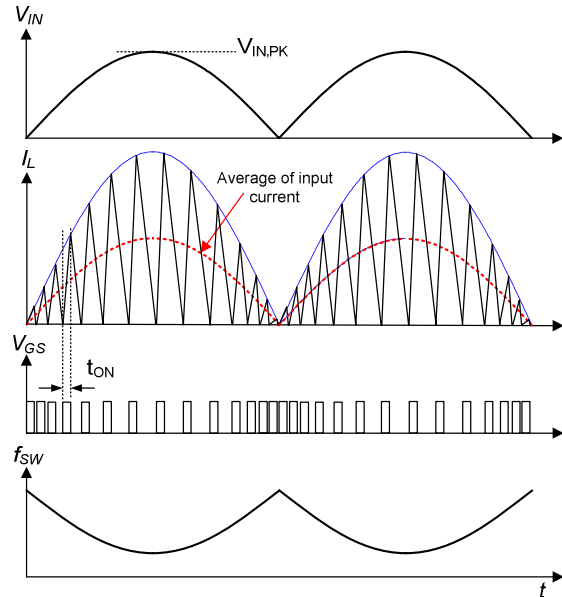 V_IN
V_IN,PK
I_L
Average of input
current
V_GS
t_ON
f_SW
t